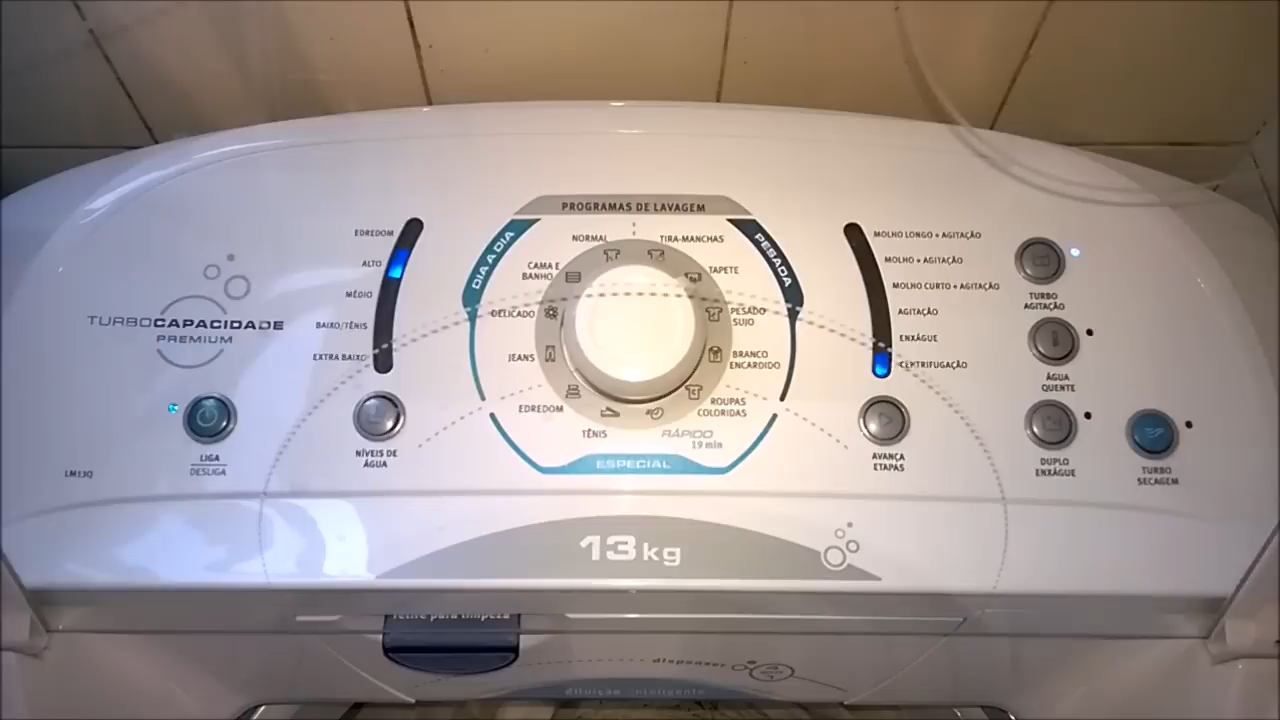 PROGRAMAS DE LAVAGEM
DIA A DIA
PESADA
ESPECIAL
NORMAL
TIRA-MANCHAS
CAMA E
BANHO
TAPETE
DELICADO
PESADO
SUJO
JEANS
BRANCO
ENCARDIDO
EDREDOM
ROUPAS
COLORIDAS
TÊNIS
RÁPIDO
19 min
EDREDOM
ALTO
MÉDIO
BAIXO/TÊNIS
EXTRA BAIXO
NÍVEIS DE
ÁGUA
TURBOCAPACIDADE
PREMIUM
LIGA
DESLIGA
LM13Q
MOLHO LONGO + AGITAÇÃO
MOLHO + AGITAÇÃO
MOLHO CURTO + AGITAÇÃO
AGITAÇÃO
ENXÁGUE
CENTRIFUGAÇÃO
AVANÇA
ETAPAS
TURBO
AGITAÇÃO
ÁGUA
QUENTE
DUPLO
ENXÁGUE
TURBO
SECAGEM
13kg
retire para limpeza
dispenser
diluição inteligente